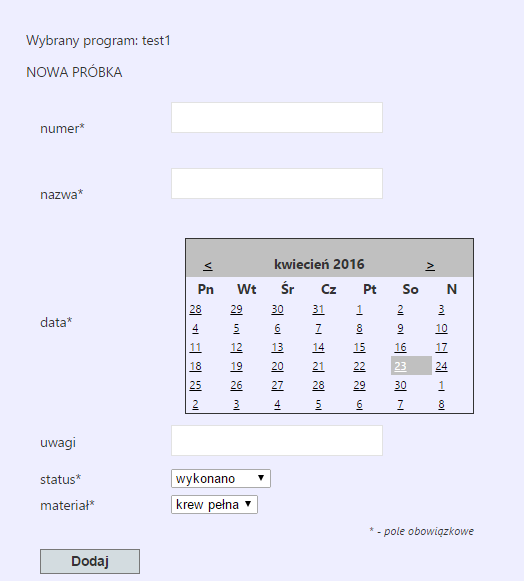 Wybrany program: test1
NOWA PRÓBKA
numer*
nazwa*
data*
< kwiecień 2016 >
Pn Wt Śr Cz Pt So N
28 29 30 31 1 2 3
4 5 6 7 8 9 10
11 12 13 14 15 16 17
18 19 20 21 22 23 24
25 26 27 28 29 30 1
2 3 4 5 6 7 8
uwagi
status* wykonano
materiał* krew pełna
* - pole obowiązkowe
Dodaj